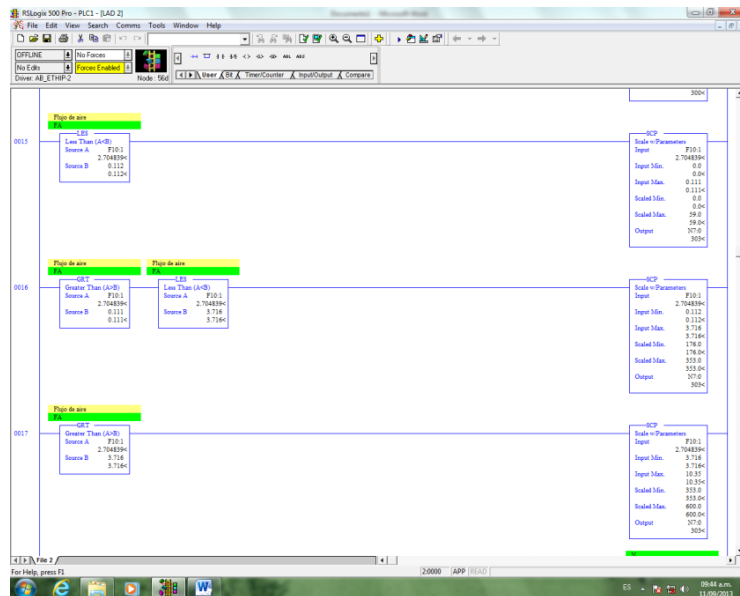 RSLogix 500 Pro - PLC1 - [LAD 2]
File Edit View Search Comms Tools Window Help
OFFLINE No Forces
No Edits Forces Enabled
Driver: AB_ETHIP-2 Node: 56d
User Bit Timer/Counter Input/Output Compare
300<
Flujo de aire
FA
0015
LES
Less Than (A<B)
Source A F10:1
2.704839<
Source B 0.112
0.112<
SCP
Scale w/Parameters
Input F10:1
2.704839<
Input Min. 0.0
0.0<
Input Max. 0.111
0.111<
Scaled Min. 0.0
0.0<
Scaled Max. 59.0
59.0<
Output N7:0
303<
Flujo de aire
FA
Flujo de aire
FA
0016
GRT
Greater Than (A>B)
Source A F10:1
2.704839<
Source B 0.111
0.111<
LES
Less Than (A<B)
Source A F10:1
2.704839<
Source B 3.716
3.716<
SCP
Scale w/Parameters
Input F10:1
2.704839<
Input Min. 0.112
0.112<
Input Max. 3.716
3.716<
Scaled Min. 176.0
176.0<
Scaled Max. 353.0
353.0<
Output N7:0
303<
Flujo de aire
FA
0017
GRT
Greater Than (A>B)
Source A F10:1
2.704839<
Source B 3.716
3.716<
SCP
Scale w/Parameters
Input F10:1
2.704839<
Input Min. 3.716
3.716<
Input Max. 10.35
10.35<
Scaled Min. 353.0
353.0<
Scaled Max. 600.0
600.0<
Output N7:0
303<
File 2
For Help, press F1
2:0000 APP READ
ES 09:44 a.m.
11/09/2013